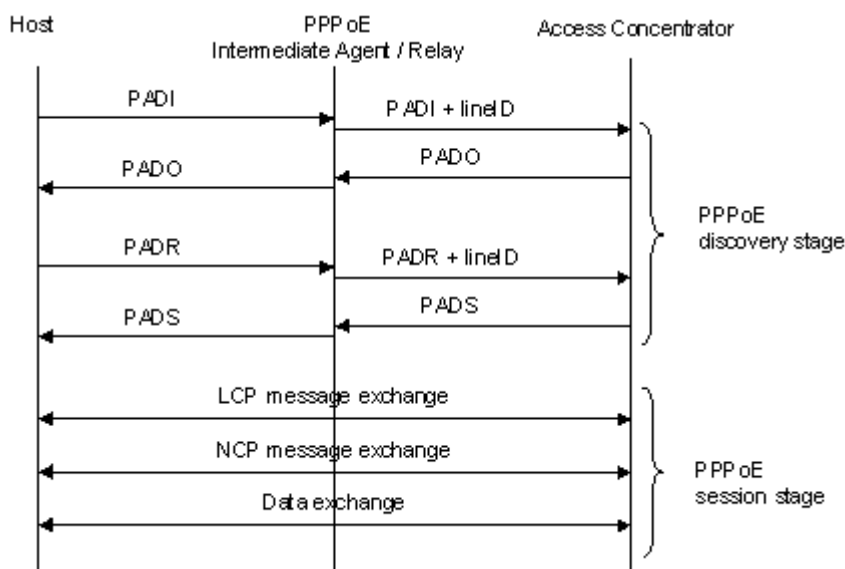 Host
PPPoE
Intermediate Agent / Relay
Access Concentrator
PADI
PADI + lineID
PADO
PADO
PADR
PADR + lineID
PADS
PADS
PPPoE
discovery stage
LCP message exchange
NCP message exchange
Data exchange
PPPoE
session stage